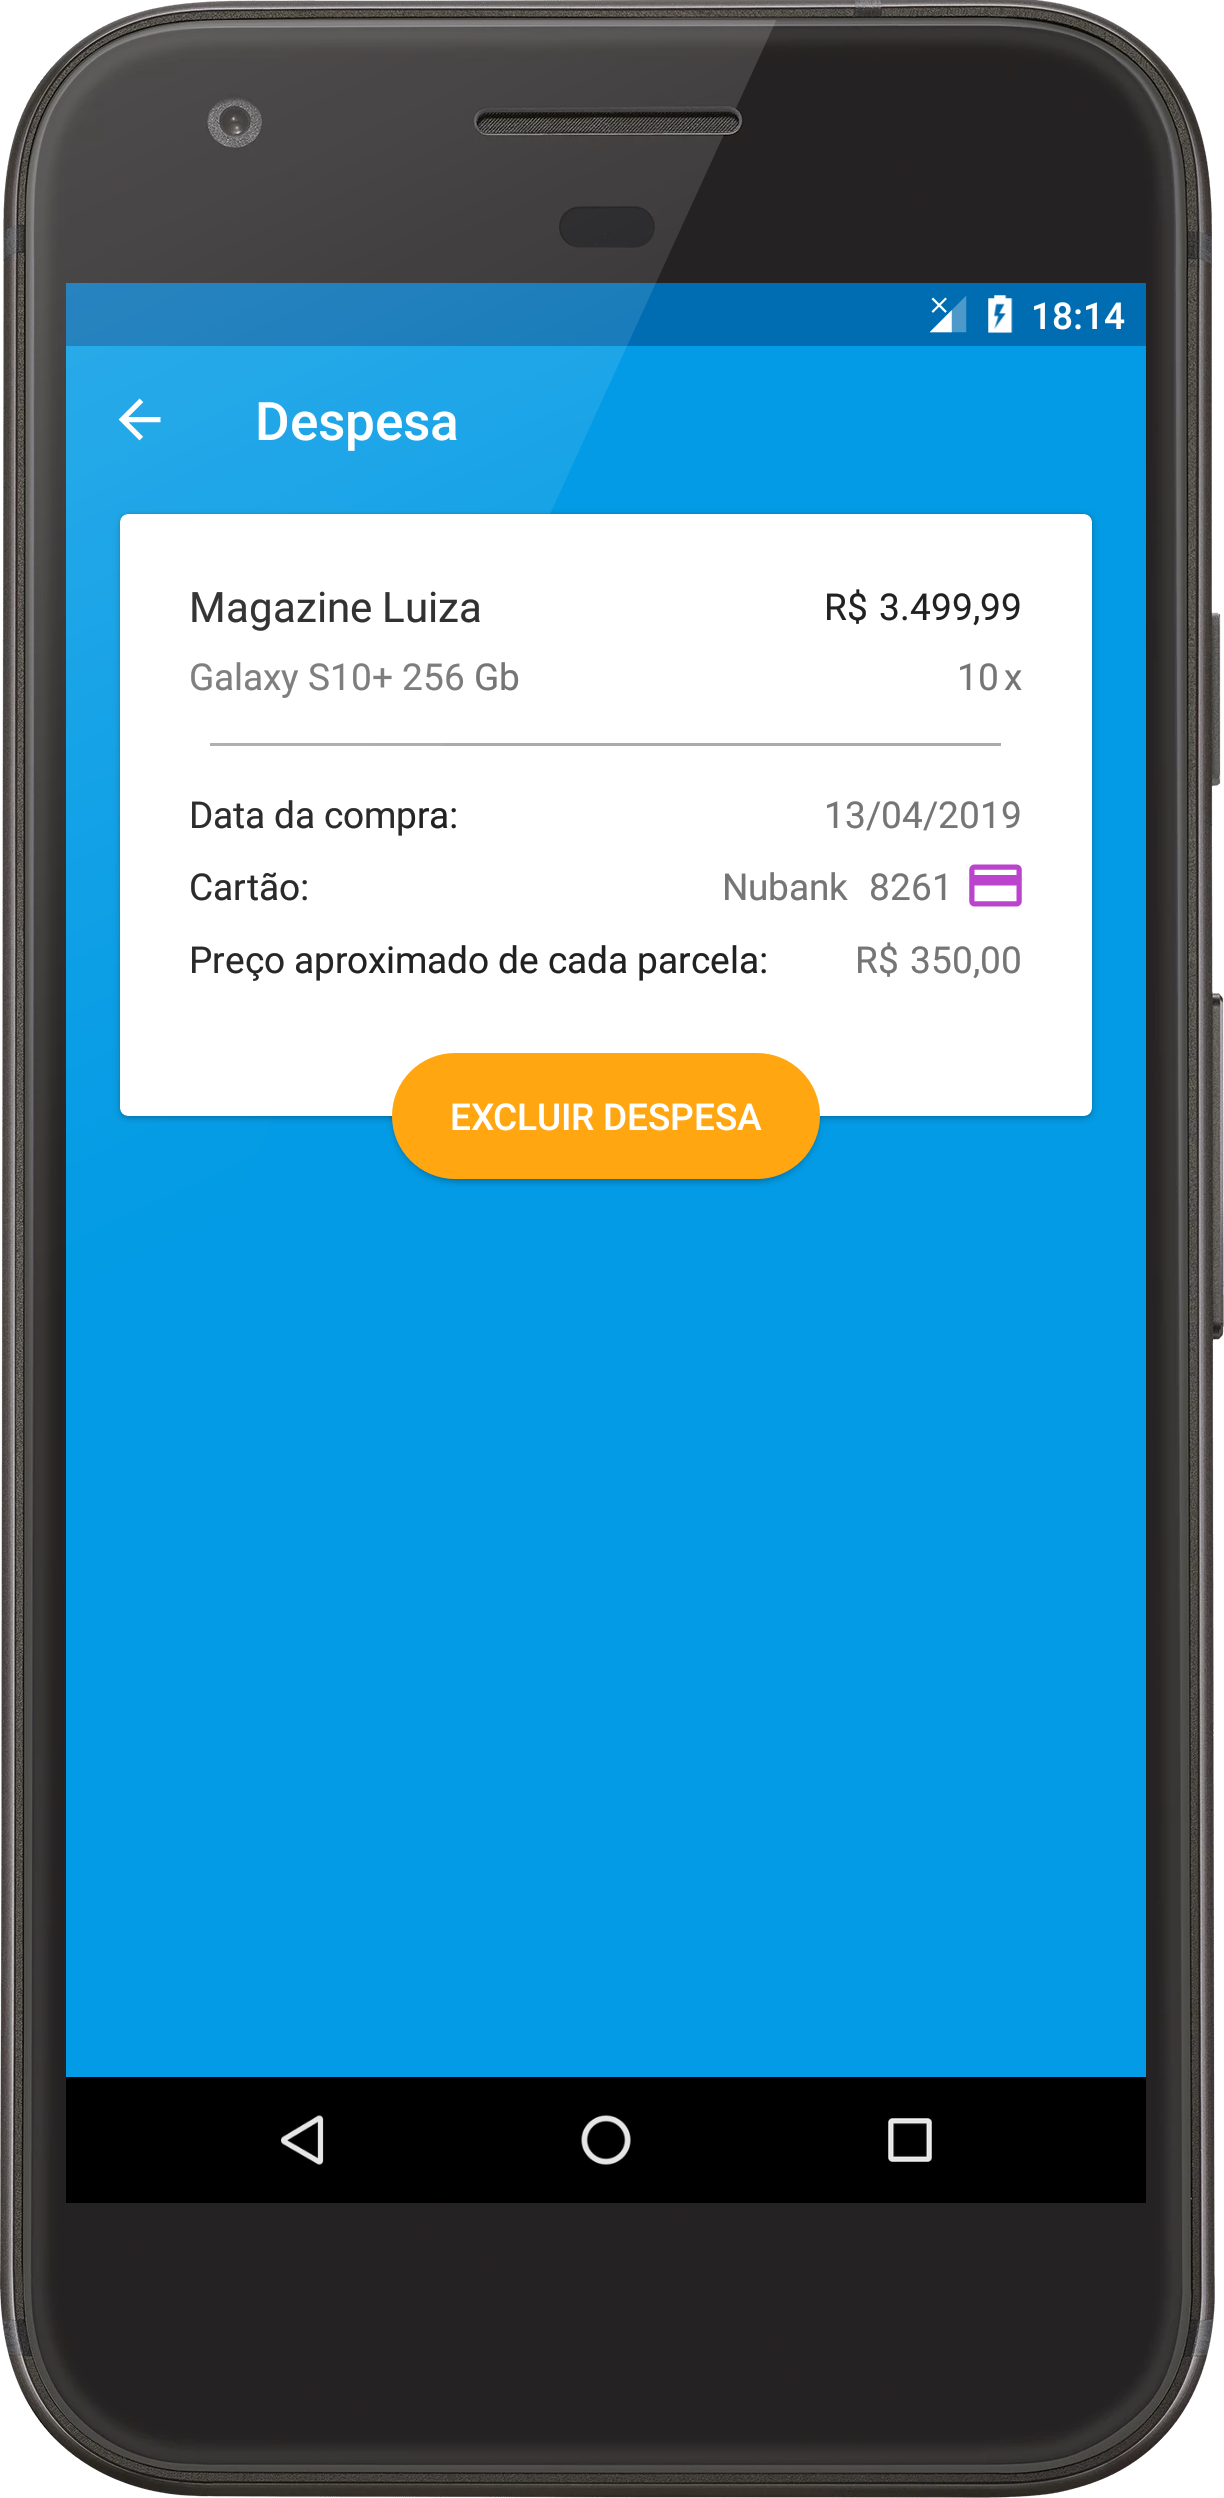 18:14
Despesa
Magazine Luiza R$ 3.499,99
Galaxy S10+ 256 Gb 10 x
Data da compra: 13/04/2019
Cartão: Nubank 8261
Preço aproximado de cada parcela: R$ 350,00
EXCLUIR DESPESA